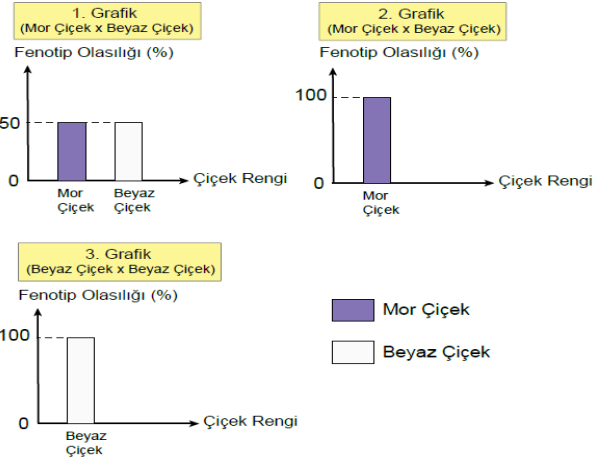 1. Grafik
(Mor Çiçek x Beyaz Çiçek)
Fenotip Olasılığı (%)
50
0
Mor
Çiçek
Beyaz
Çiçek
Çiçek Rengi
2. Grafik
(Mor Çiçek x Beyaz Çiçek)
Fenotip Olasılığı (%)
100
0
Mor
Çiçek
Çiçek Rengi
3. Grafik
(Beyaz Çiçek x Beyaz Çiçek)
Fenotip Olasılığı (%)
100
0
Beyaz
Çiçek
Çiçek Rengi
Mor Çiçek
Beyaz Çiçek